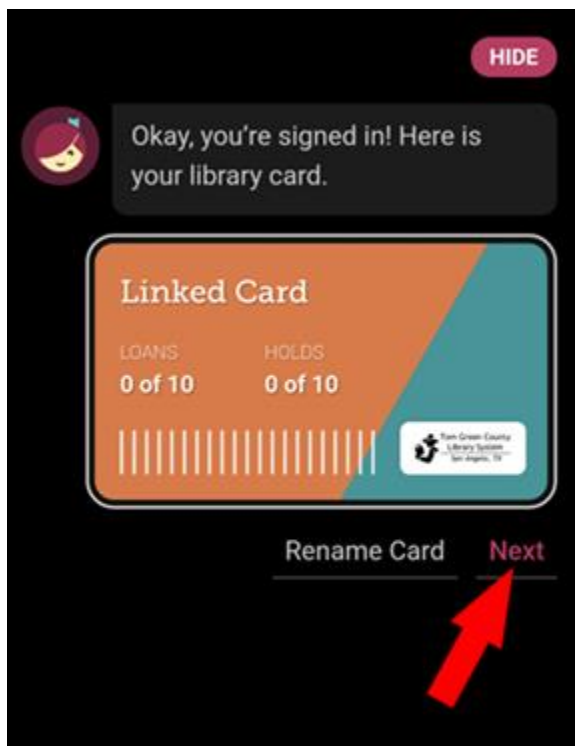 HIDE
Okay, you're signed in! Here is
your library card.
Linked Card
LOANS HOLDS
0 of 10 0 of 10
Tom Green County
Library System
San Angelo, TX
Rename Card Next